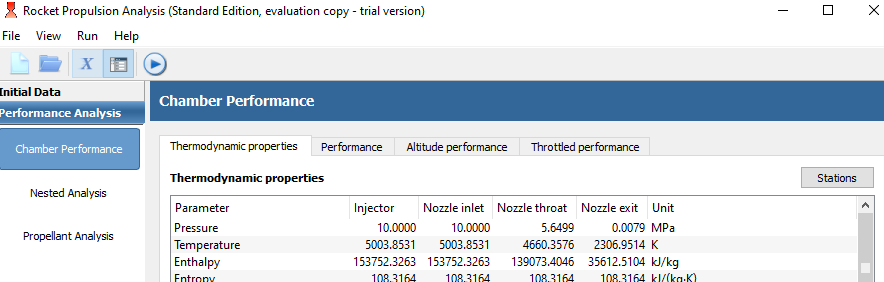 Rocket Propulsion Analysis (Standard Edition, evaluation copy - trial version)
File View Run Help
X
Initial Data
Performance Analysis
Chamber Performance
Nested Analysis
Propellant Analysis
Chamber Performance
Thermodynamic properties Performance Altitude performance Throttled performance
Thermodynamic properties Stations
Parameter Injector Nozzle inlet Nozzle throat Nozzle exit Unit
Pressure 10.0000 10.0000 5.6499 0.0079 MPa
Temperature 5003.8531 5003.8531 4660.3576 2306.9514 K
Enthalpy 153752.3263 153752.3263 139073.4046 35612.5104 kJ/kg
Entropy 108.3164 108.3164 108.3164 108.3164 kJ/(kg·K)